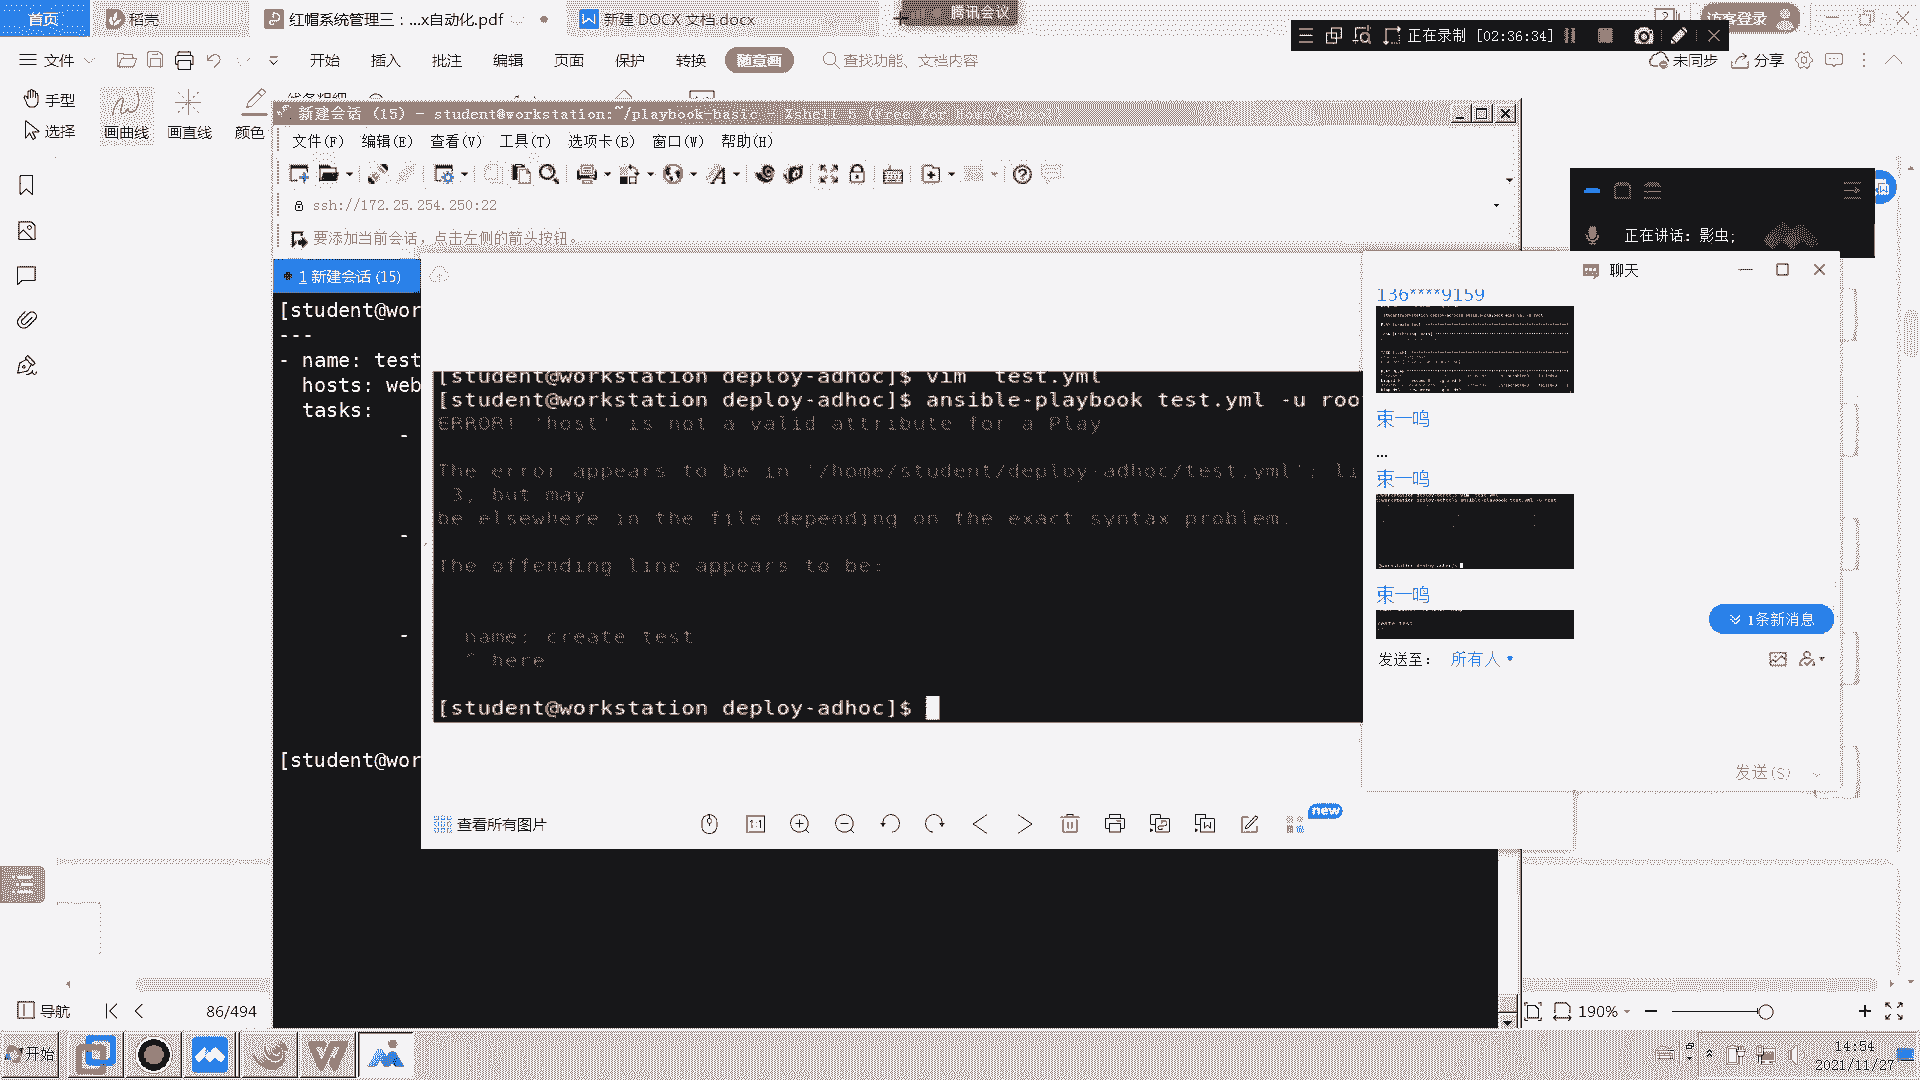 首页
稻壳
红帽系统管理三：...x自动化.pdf
新建 DOCX 文档.docx
腾讯会议
访客登录
正在录制 [02:36:34]
文件
开始
插入
批注
编辑
页面
保护
转换
随意画
查找功能、文档内容
未同步
分享
手型
选择
画曲线
画直线
颜色
新建会话 (15) - student@workstation:~/playbook-basic - Xshell 5 (Free for Home/School)
文件(F)
编辑(E)
查看(V)
工具(T)
选项卡(B)
窗口(W)
帮助(H)
ssh://172.25.254.250:22
要添加当前会话，点击左侧的箭头按钮。
1 新建会话 (15)
[student@wor
---
- name: test
hosts: web
tasks:
-
-
-
[student@wor
[student@workstation deploy-adhoc]$ vim  test.yml
[student@workstation deploy-adhoc]$ ansible-playbook test.yml -u roo
ERROR! 'host' is not a valid attribute for a Play
The error appears to be in '/home/student/deploy-adhoc/test.yml': li
3, but may
be elsewhere in the file depending on the exact syntax problem.
The offending line appears to be:
name: create test
^ here
[student@workstation deploy-adhoc]$
查看所有图片
1:1
new
正在讲话：影虫;
聊天
136****9159
束一鸣
...
束一鸣
束一鸣
1条新消息
发送至：
所有人
发送(S)
导航
86/494
190%
开始
14:54
2021/11/27